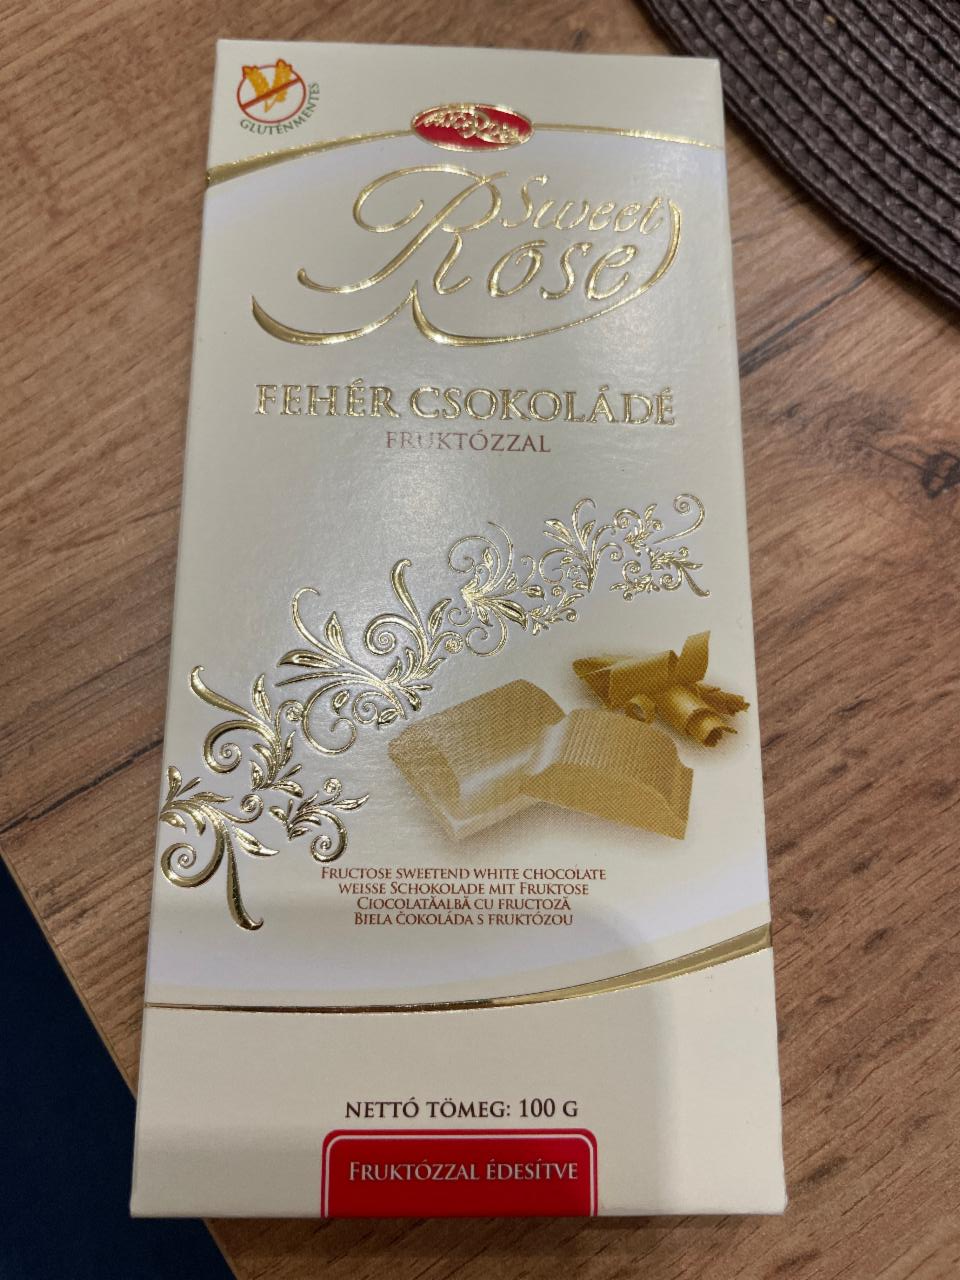 GLUTÉNMENTES
Sweet
Rose
FEHÉR CSOKOLÁDÉ
FRUKTÓZZAL
FRUCTOSE SWEETEND WHITE CHOCOLATE
WEISSE SCHOKOLADE MIT FRUKTOSE
CIOCOLATĂALBĂ CU FRUCTOZĂ
BIELA ČOKOLÁDA S FRUKTÓZOU
NETTÓ TÖMEG: 100 G
FRUKTÓZZAL ÉDESÍTVE